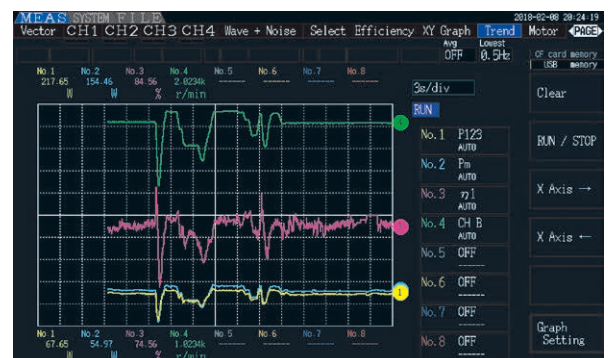 MEAS SYSTEM FILE 2018-02-08 20:24:19
Vector CH1 CH2 CH3 CH4 Wave + Noise Select Efficiency XY Graph Trend Motor PAGE
Avg Lowest
OFF 0.5Hz
CF card memory
USB memory
No.1 No.2 No.3 No.4 No.5 No.6 No.7 No.8
217.65 154.46 84.56 2.0234k ------ ------ ------ ------
W W % r/min
3s/div
RUN
No.1 P123
AUTO
No.2 Pm
AUTO
No.3 η1
AUTO
No.4 CH B
AUTO
No.5 OFF
------
No.6 OFF
------
No.7 OFF
------
No.8 OFF
------
4
3
1
No.1 No.2 No.3 No.4 No.5 No.6 No.7 No.8
67.65 54.97 74.56 1.0234k ------ ------ ------ ------
W W % r/min
Clear
RUN / STOP
X Axis →
X Axis ←
Graph
Setting